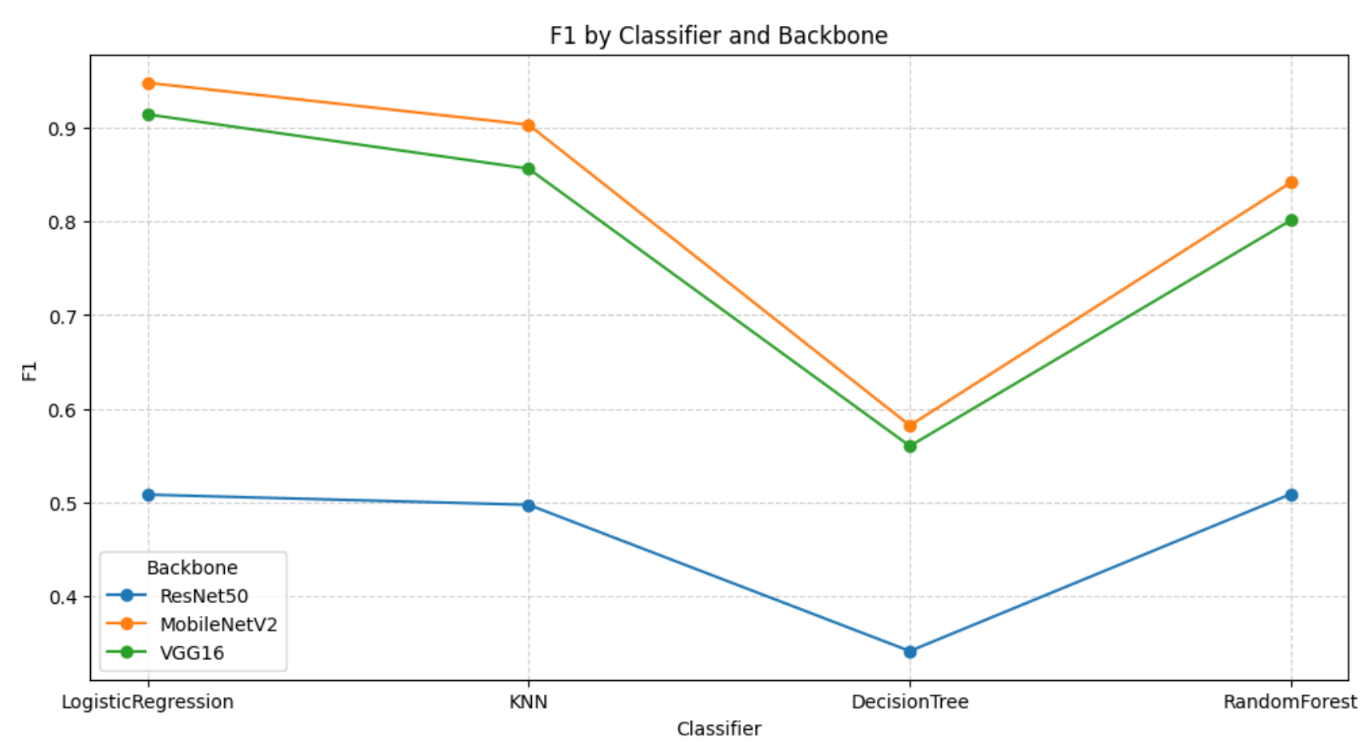 F1 by Classifier and Backbone
F1
0.9
0.8
0.7
0.6
0.5
0.4
Backbone
ResNet50
MobileNetV2
VGG16
LogisticRegression
KNN
DecisionTree
RandomForest
Classifier